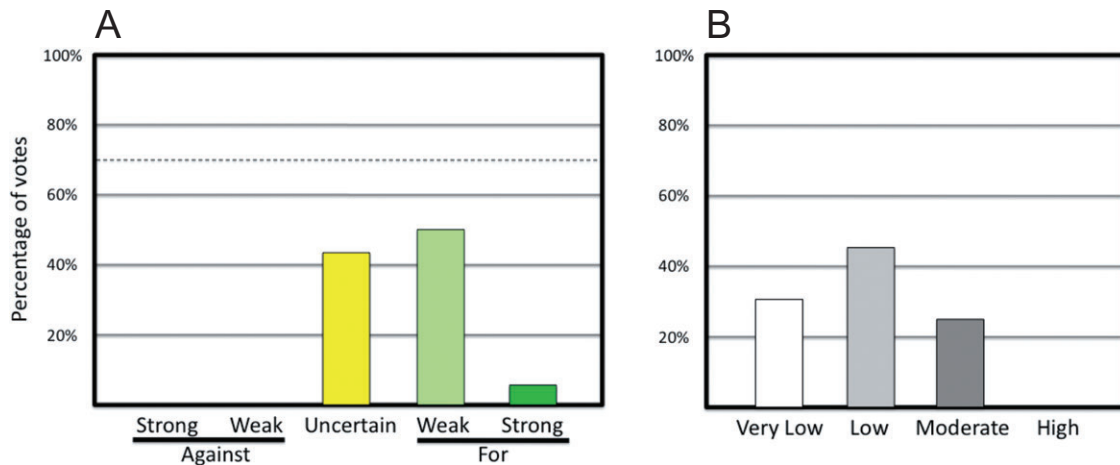 A
Percentage of votes
100%
80%
60%
40%
20%
Strong Weak Uncertain Weak Strong
Against For
B
100%
80%
60%
40%
20%
Very Low Low Moderate High